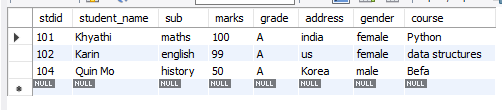 stdid student_name sub marks grade address gender course
101 Khyathi maths 100 A india female Python
102 Karin english 99 A us female data structures
104 Quin Mo history 50 A Korea male Befa
NULL NULL NULL NULL NULL NULL NULL NULL